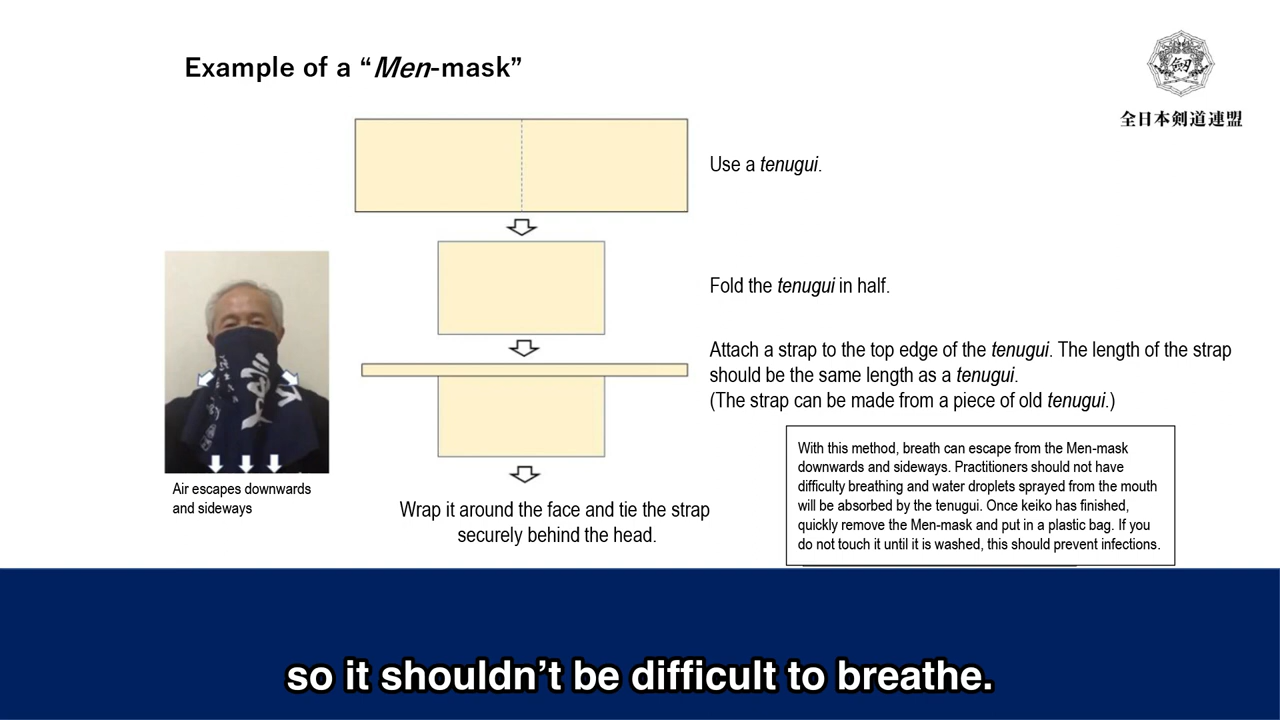 Example of a “Men-mask”
全日本剣道連盟
Use a tenugui.
Fold the tenugui in half.
Attach a strap to the top edge of the tenugui. The length of the strap
should be the same length as a tenugui.
(The strap can be made from a piece of old tenugui.)
With this method, breath can escape from the Men-mask
downwards and sideways. Practitioners should not have
difficulty breathing and water droplets sprayed from the mouth
will be absorbed by the tenugui. Once keiko has finished,
quickly remove the Men-mask and put in a plastic bag. If you
do not touch it until it is washed, this should prevent infections.
Air escapes downwards
and sideways
Wrap it around the face and tie the strap
securely behind the head.
so it shouldn’t be difficult to breathe.